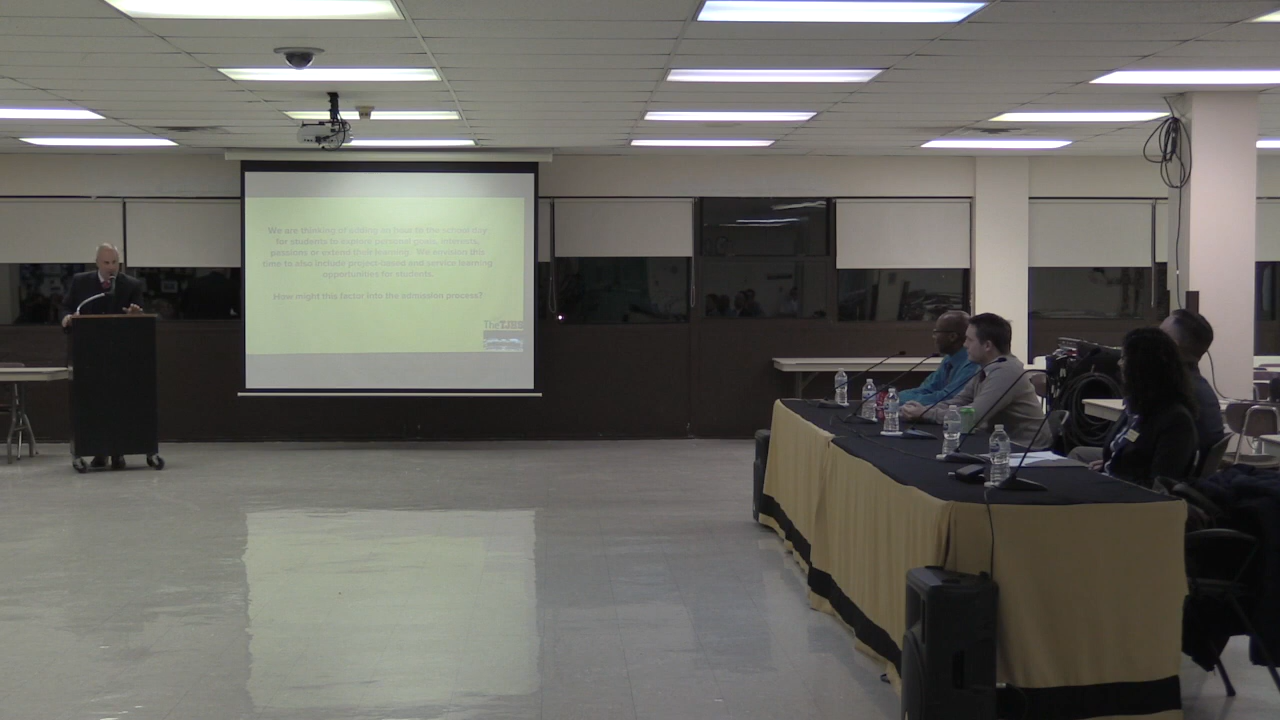 We are thinking of adding an hour to the school day
for students to explore personal goals, interests,
passions or extend their learning. We envision this
time to also include project-based and service learning
opportunities for students.
How might this factor into the admission process?
The